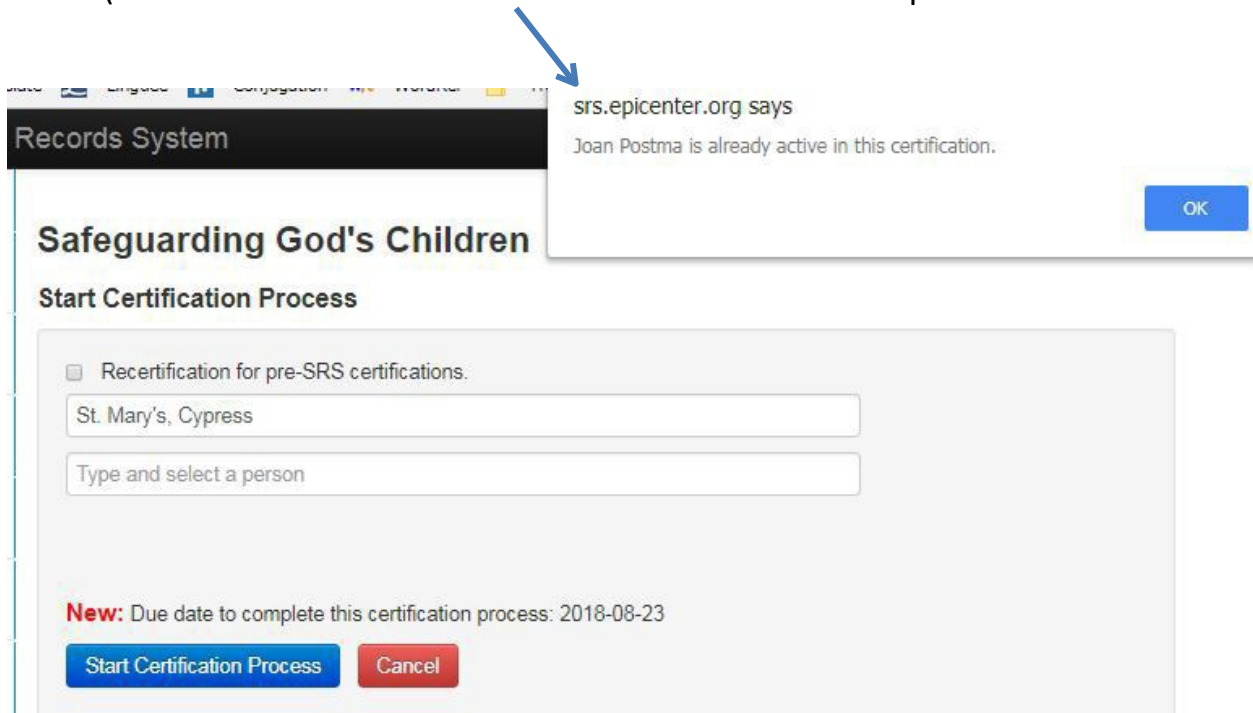 srs.epicenter.org says
Records System
Joan Postma is already active in this certification.
OK
Safeguarding God's Children
Start Certification Process
Recertification for pre-SRS certifications.
St. Mary's, Cypress
Type and select a person
New: Due date to complete this certification process: 2018-08-23
Start Certification Process
Cancel